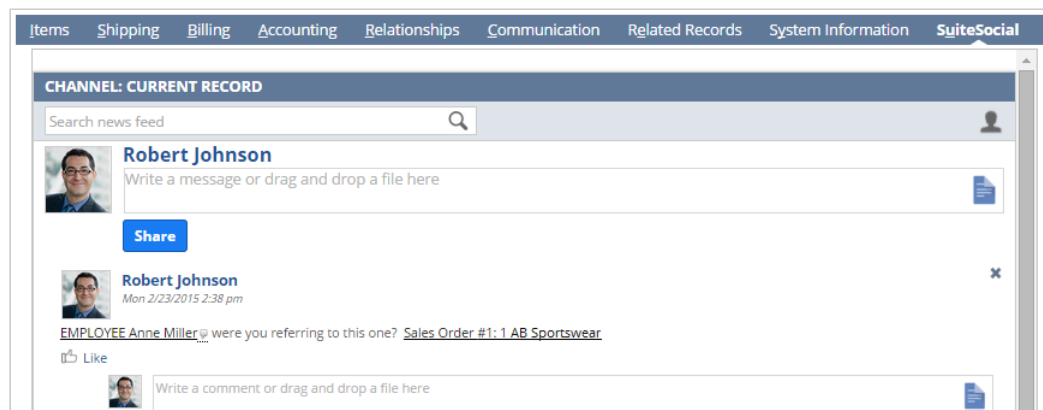 Items Shipping Billing Accounting Relationships Communication Related Records System Information SuiteSocial
CHANNEL: CURRENT RECORD
Search news feed
Robert Johnson
Write a message or drag and drop a file here
Share
Robert Johnson
Mon 2/23/2015 2:38 pm
EMPLOYEE Anne Miller were you referring to this one? Sales Order #1: 1 AB Sportswear
Like
Write a comment or drag and drop a file here